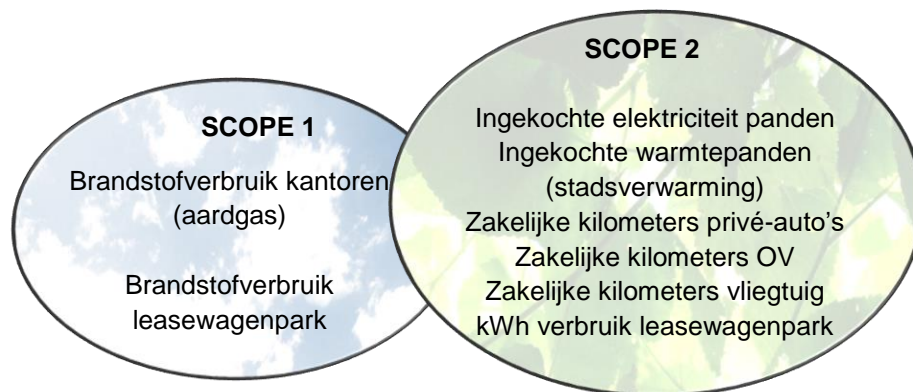 SCOPE 1
Brandstofverbruik kantoren
(aardgas)
Brandstofverbruik
leasewagenpark
SCOPE 2
Ingekochte elektriciteit panden
Ingekochte warmtepanden
(stadsverwarming)
Zakelijke kilometers privé-auto’s
Zakelijke kilometers OV
Zakelijke kilometers vliegtuig
kWh verbruik leasewagenpark